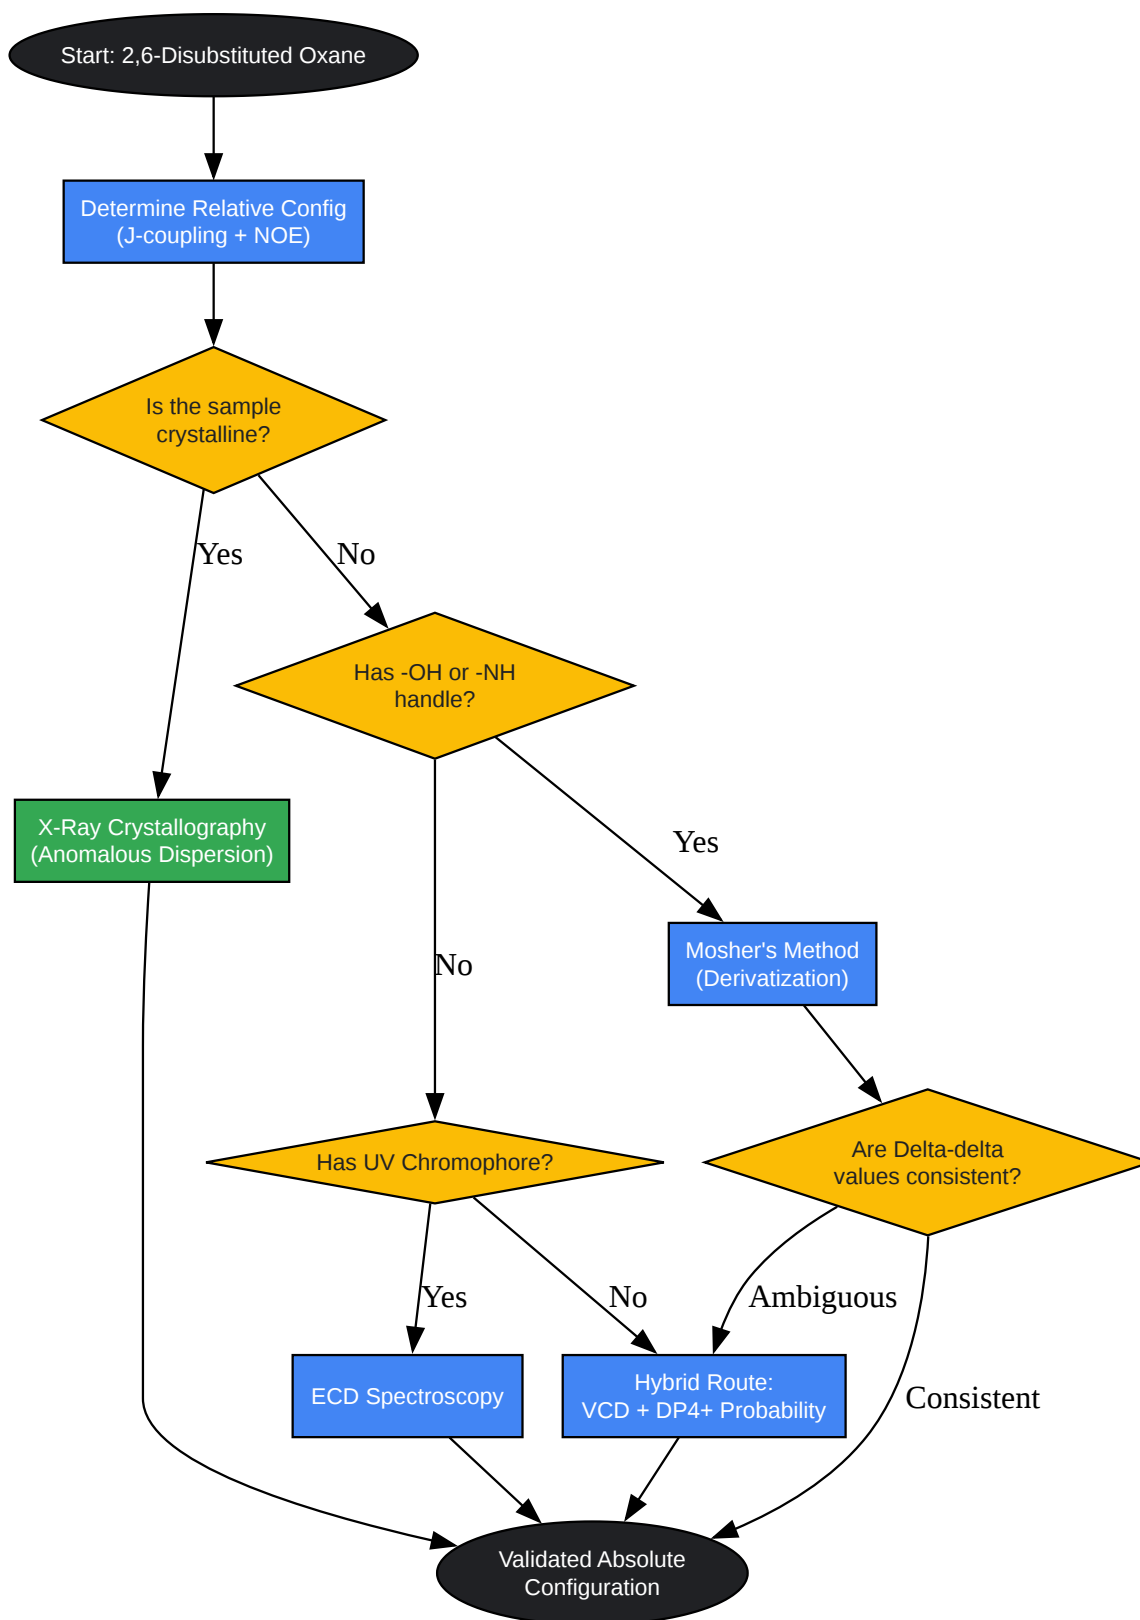 Start: 2,6-Disubstituted Oxane
Determine Relative Config
(J-coupling + NOE)
Is the sample
crystalline?
Yes
No
Has -OH or -NH
handle?
X-Ray Crystallography
(Anomalous Dispersion)
Yes
No
Mosher's Method
(Derivatization)
Has UV Chromophore?
Are Delta-delta
values consistent?
Yes
No
Ambiguous
ECD Spectroscopy
Hybrid Route:
VCD + DP4+ Probability
Consistent
Validated Absolute
Configuration